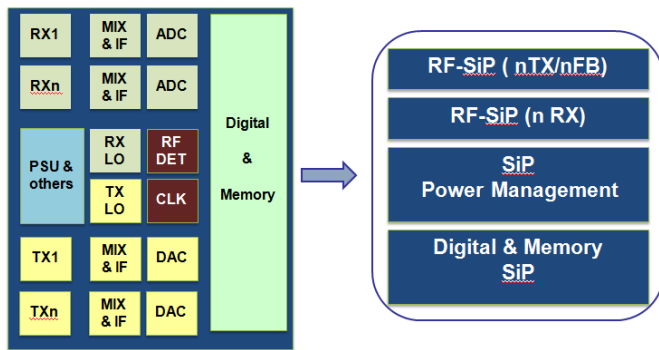 RX1
MIX
& IF
ADC
RXn
MIX
& IF
ADC
PSU &
others
RX
LO
RF
DET
TX
LO
CLK
TX1
MIX
& IF
DAC
TXn
MIX
& IF
DAC
Digital
&
Memory
RF-SiP ( nTX/nFB)
RF-SiP (n RX)
SiP
Power Management
Digital & Memory
SiP